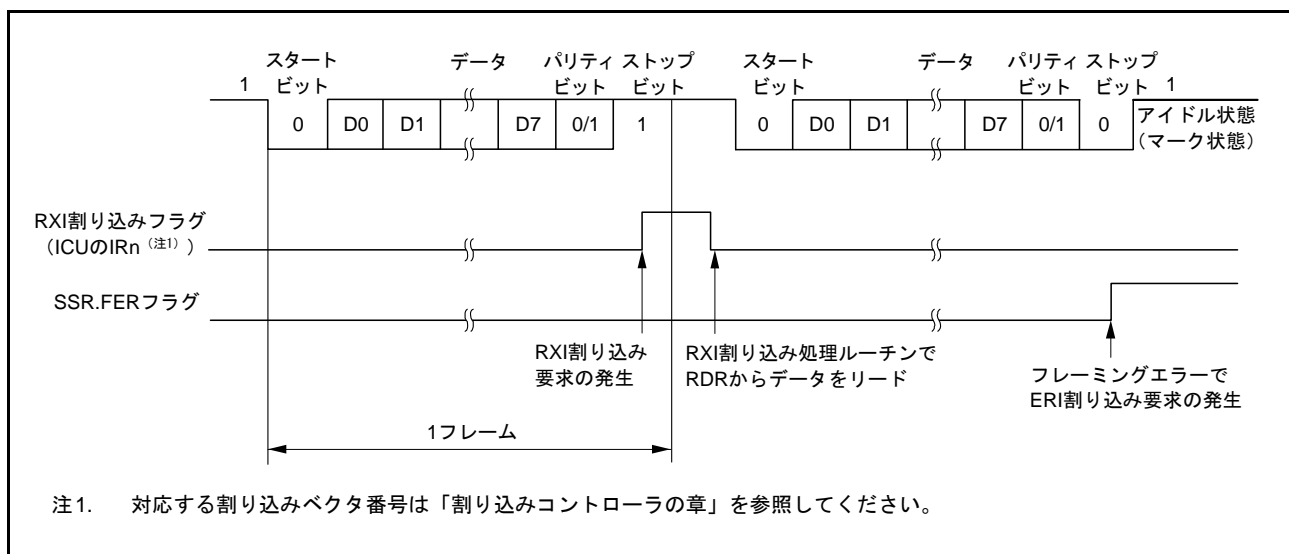 スタート データ パリティ ストップ スタート データ パリティ ストップ
1 ビット ビット ビット ビット ビット ビット 1
0 D0 D1 D7 0/1 1 0 D0 D1 D7 0/1 0 アイドル状態
(マーク状態)
RXI割り込みフラグ
(ICUのIRn (注1) )
SSR.FERフラグ
RXI割り込み
要求の発生
RXI割り込み処理ルーチンで
RDRからデータをリード
フレーミングエラーで
ERI割り込み要求の発生
1フレーム
注1. 対応する割り込みベクタ番号は「割り込みコントローラの章」を参照してください。